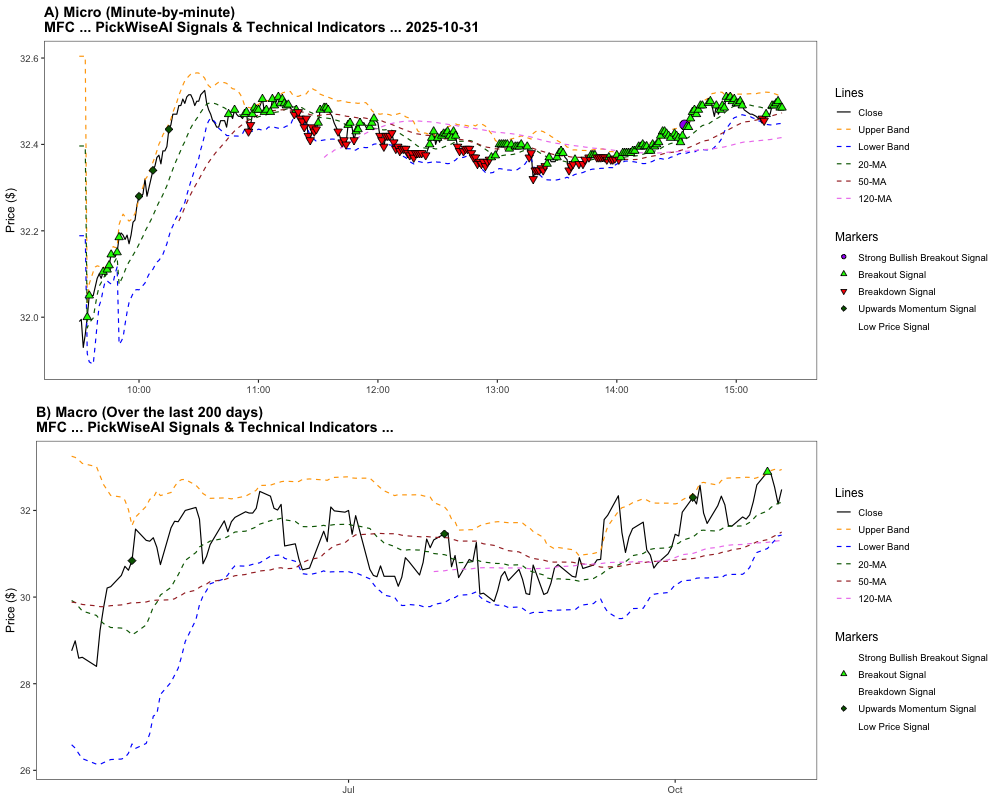 A) Micro (Minute-by-minute)
MFC ... PickWiseAI Signals & Technical Indicators ... 2025-10-31
Price ($)
32.6
32.4
32.2
32.0
10:00
11:00
12:00
13:00
14:00
15:00
Lines
Close
Upper Band
Lower Band
20-MA
50-MA
120-MA
Markers
Strong Bullish Breakout Signal
Breakout Signal
Breakdown Signal
Upwards Momentum Signal
Low Price Signal
B) Macro (Over the last 200 days)
MFC ... PickWiseAI Signals & Technical Indicators ...
Price ($)
32
30
28
26
Jul
Oct
Lines
Close
Upper Band
Lower Band
20-MA
50-MA
120-MA
Markers
Strong Bullish Breakout Signal
Breakout Signal
Breakdown Signal
Upwards Momentum Signal
Low Price Signal